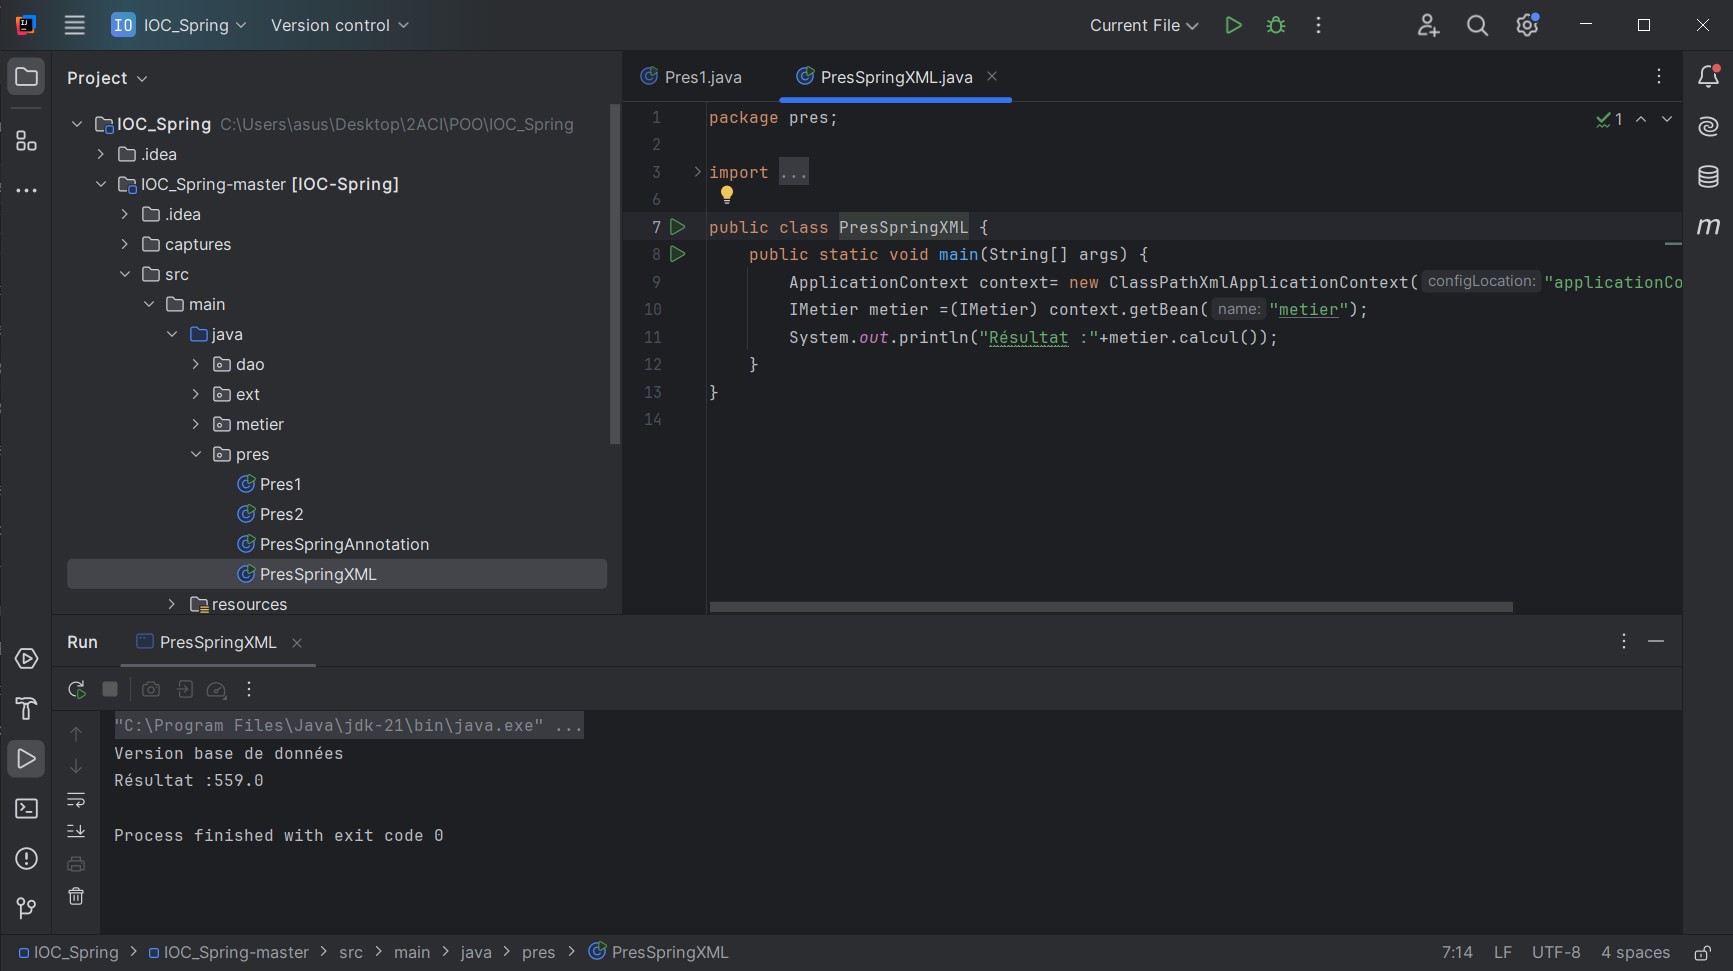 IO IOC_Spring Version control Current File
Project
IOC_Spring C:\Users\asus\Desktop\2ACI\POO\IOC_Spring
.idea
IOC_Spring-master [IOC-Spring]
.idea
captures
src
main
java
dao
ext
metier
pres
Pres1
Pres2
PresSpringAnnotation
PresSpringXML
resources
Pres1.java PresSpringXML.java
1 package pres;
1
2
3 import ...
6
7 public class PresSpringXML {
8 public static void main(String[] args) {
9 ApplicationContext context= new ClassPathXmlApplicationContext( configLocation: "applicationCo
10 IMetier metier =(IMetier) context.getBean( name: "metier");
11 System.out.println("Résultat :"+metier.calcul());
12 }
13 }
14
m
Run PresSpringXML
"C:\Program Files\Java\jdk-21\bin\java.exe" ...
Version base de données
Résultat :559.0
Process finished with exit code 0
IOC_Spring > IOC_Spring-master > src > main > java > pres > PresSpringXML 7:14 LF UTF-8 4 spaces